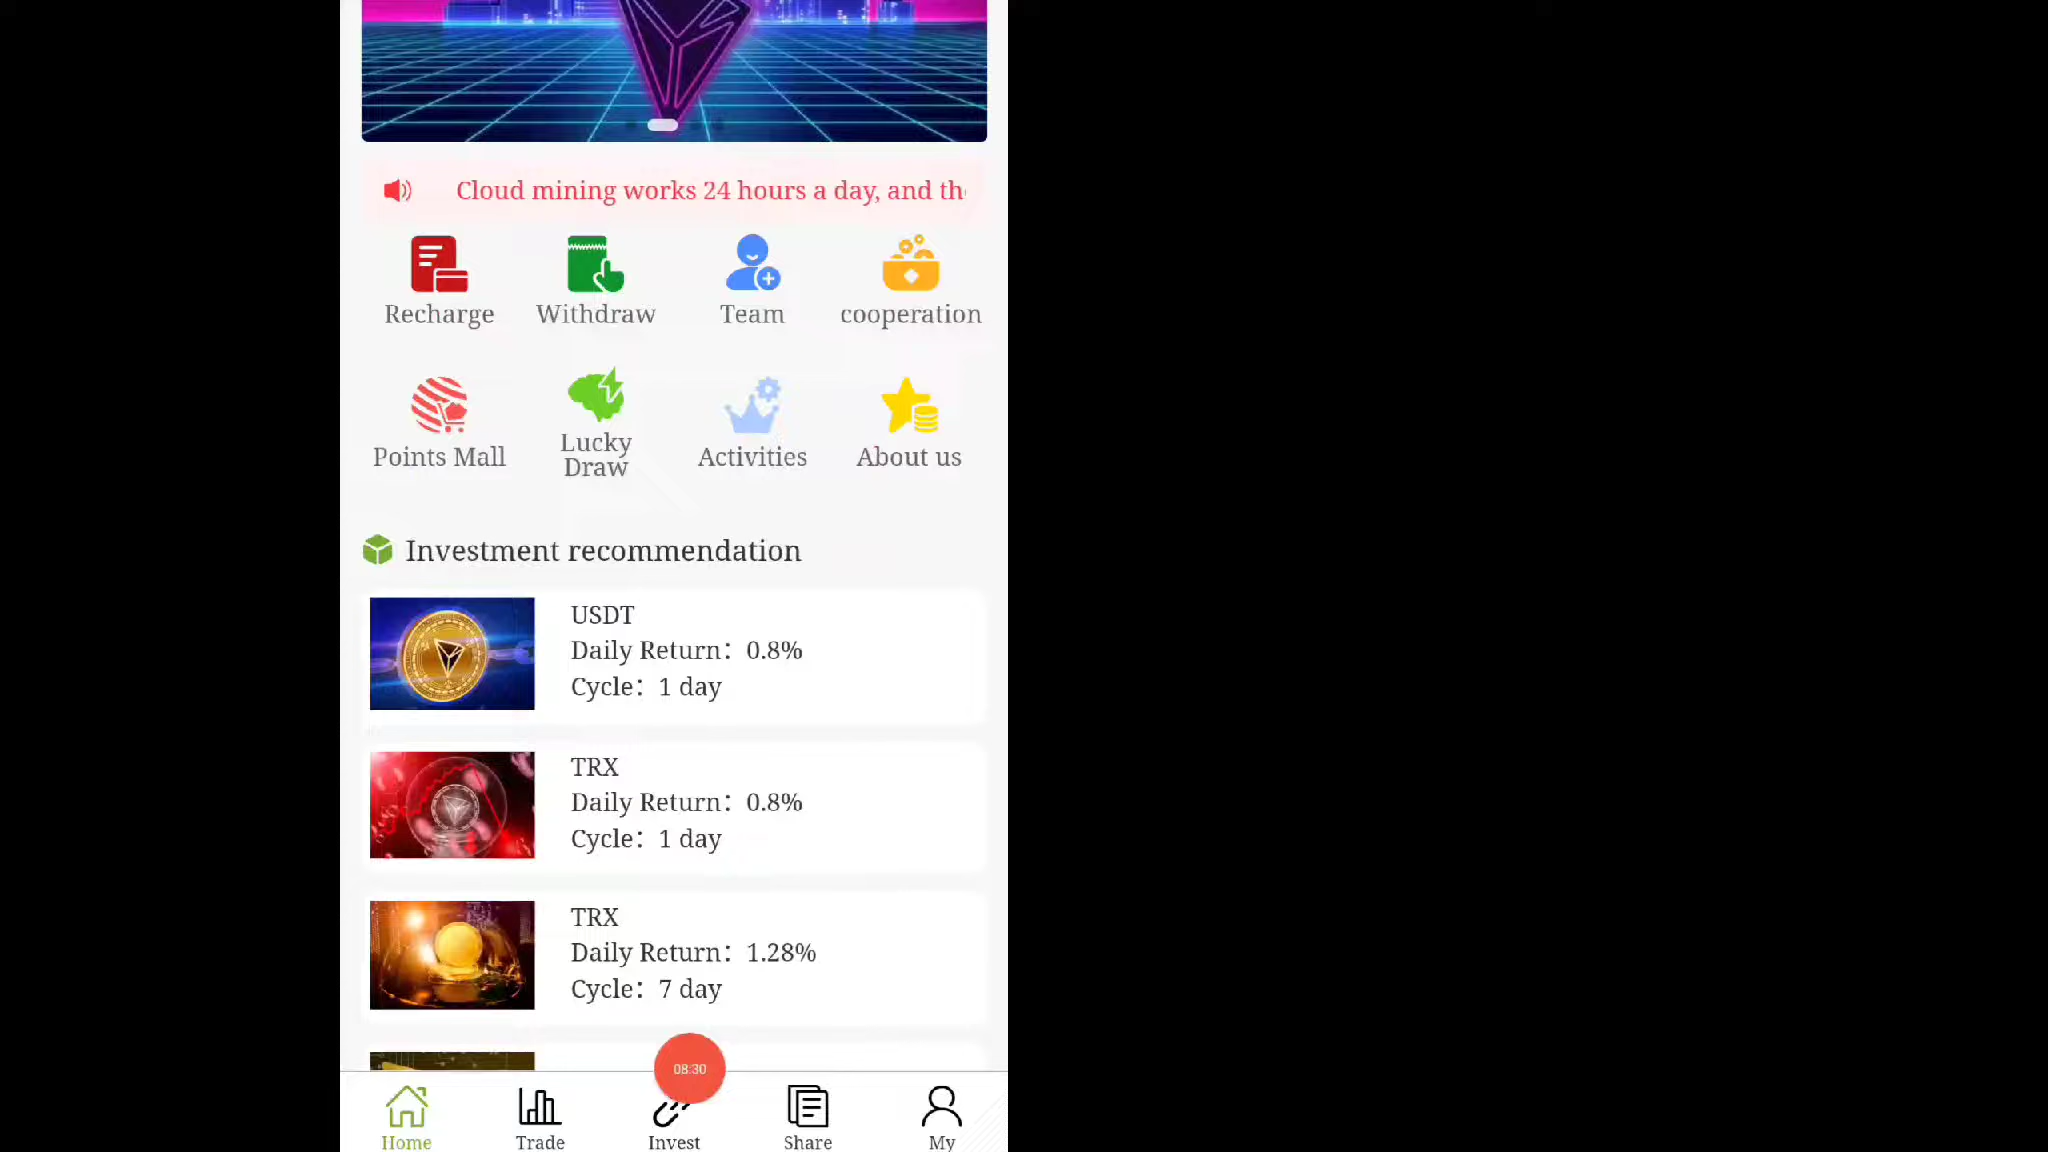 Cloud mining works 24 hours a day, and th
Recharge
Withdraw
Team
cooperation
Points Mall
Lucky
Draw
Activities
About us
Investment recommendation
USDT
Daily Return: 0.8%
Cycle: 1 day
TRX
Daily Return: 0.8%
Cycle: 1 day
TRX
Daily Return: 1.28%
Cycle: 7 day
08:30
Home
Trade
Invest
Share
My